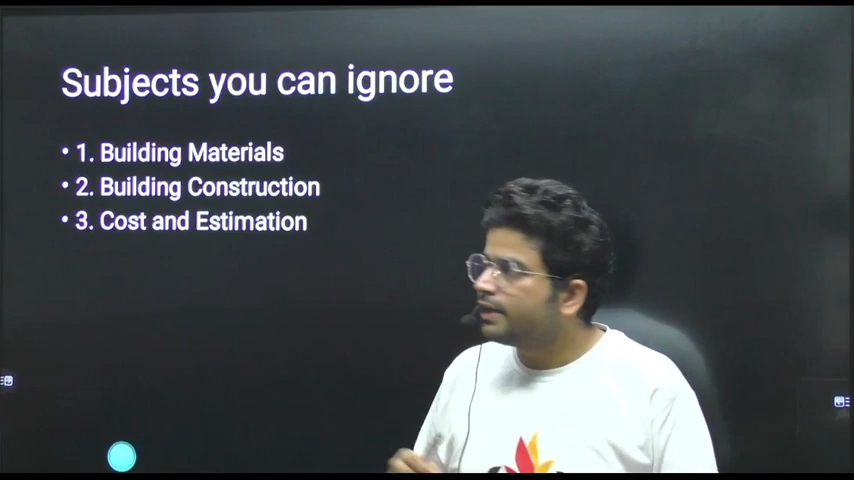 Subjects you can ignore
• 1. Building Materials
• 2. Building Construction
• 3. Cost and Estimation